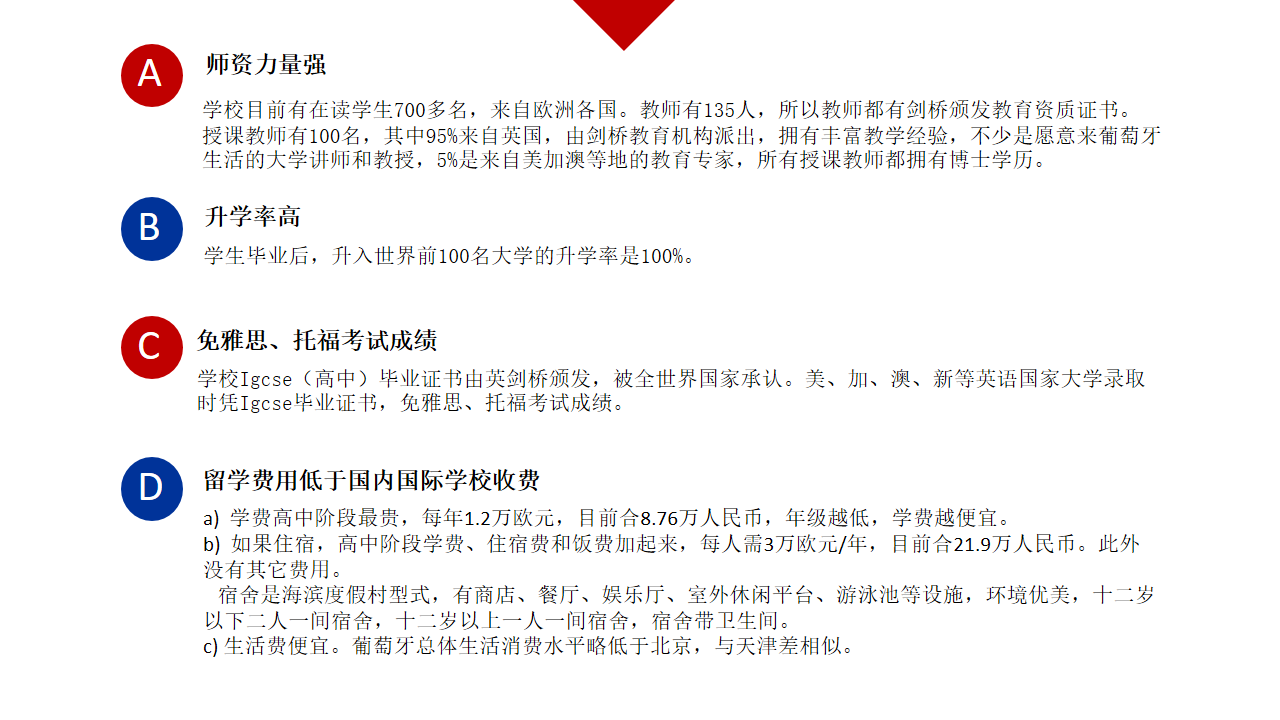 A
师资力量强
学校目前有在读学生700多名，来自欧洲各国。教师有135人，所以教师都有剑桥颁发教育资质证书。
授课教师有100名，其中95%来自英国，由剑桥教育机构派出，拥有丰富教学经验，不少是愿意来葡萄牙
生活的大学讲师和教授，5%是来自美加澳等地的教育专家，所有授课教师都拥有博士学历。
B
升学率高
学生毕业后，升入世界前100名大学的升学率是100%。
C
免雅思、托福考试成绩
学校Igcse（高中）毕业证书由英剑桥颁发，被全世界国家承认。美、加、澳、新等英语国家大学录取
时凭Igcse毕业证书，免雅思、托福考试成绩。
D
留学费用低于国内国际学校收费
a) 学费高中阶段最贵，每年1.2万欧元，目前合8.76万人民币，年级越低，学费越便宜。
b) 如果住宿，高中阶段学费、住宿费和饭费加起来，每人需3万欧元/年，目前合21.9万人民币。此外
没有其它费用。
宿舍是海滨度假村型式，有商店、餐厅、娱乐厅、室外休闲平台、游泳池等设施，环境优美，十二岁
以下二人一间宿舍，十二岁以上一人一间宿舍，宿舍带卫生间。
c) 生活费便宜。葡萄牙总体生活消费水平略低于北京，与天津差相似。